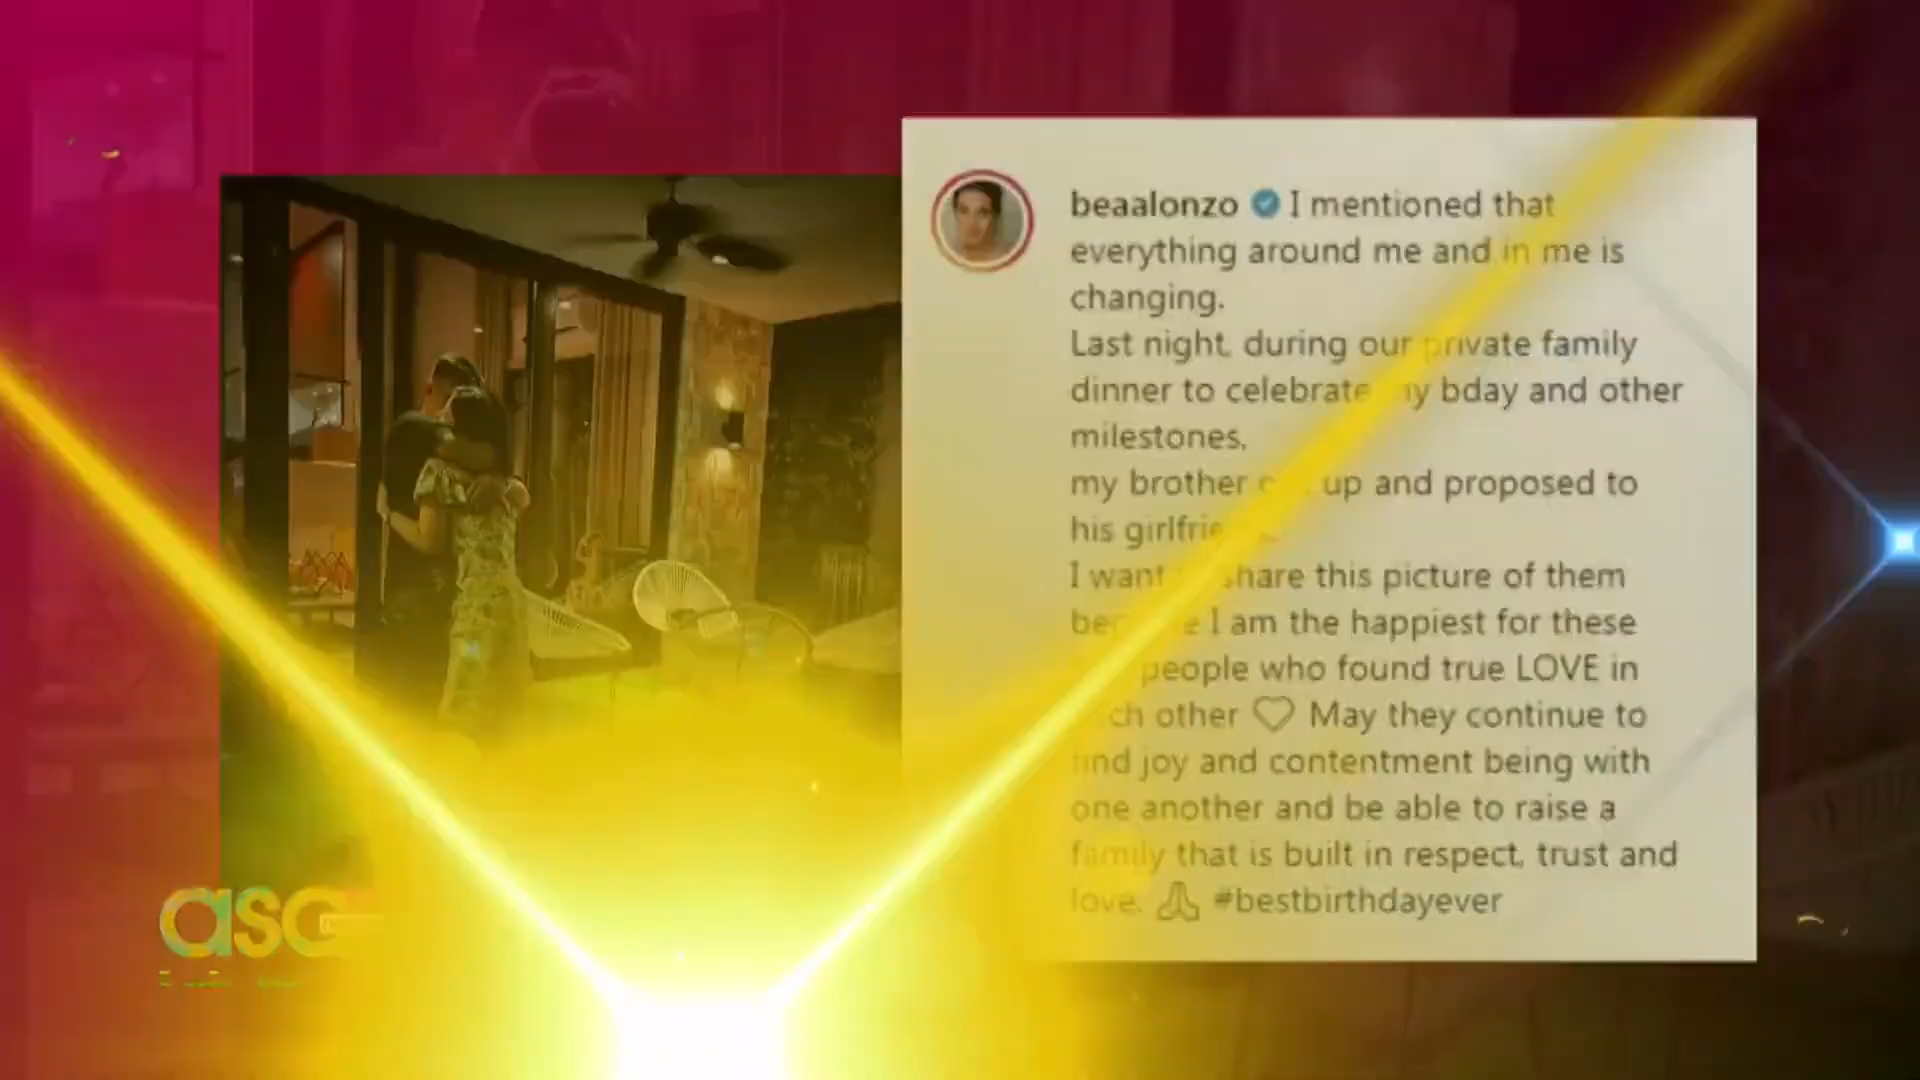 beaalonzo I mentioned that
everything around me and in me is
changing.
Last night, during our private family
dinner to celebrate bday and other
milestones,
my brother up and proposed to
his
I want share this picture of them
I am the happiest for these
people who found true LOVE in
other May they continue to
find joy and contentment being with
one another and be able to raise a
family that is built in respect, trust and
love. #bestbirthdayever